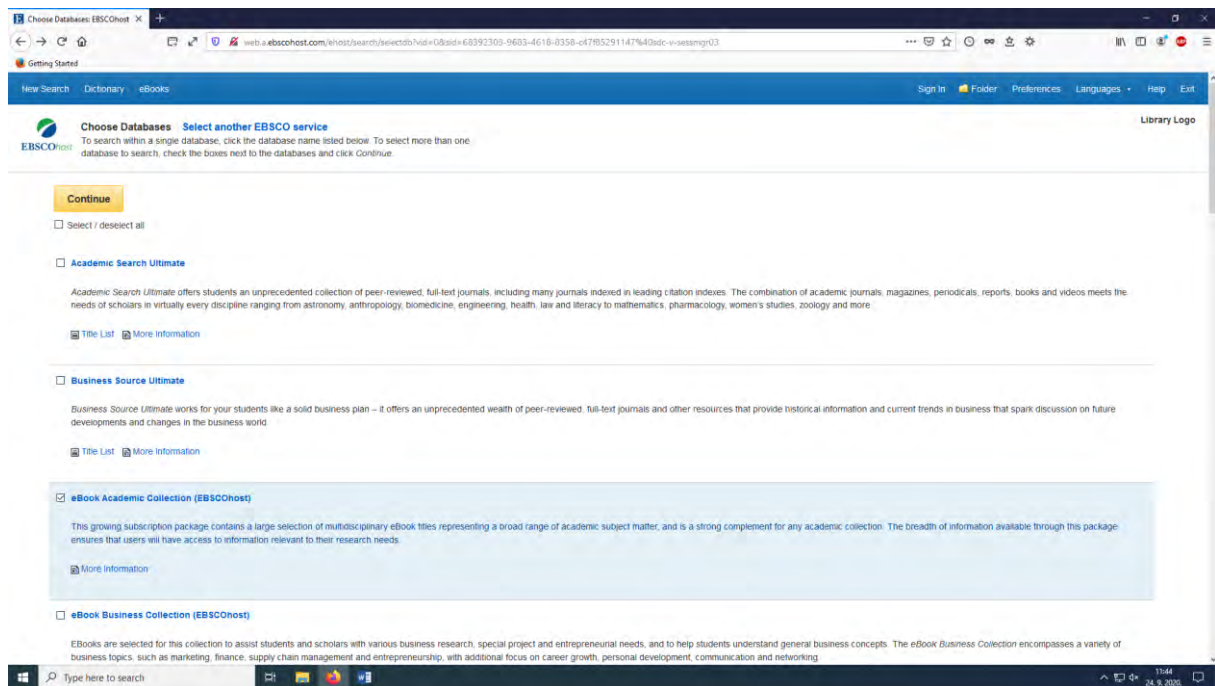 Choose Databases: EBSCOhost
web.a.ebscohost.com/ehost/search/selectdb?vid=0&sid=68392303-9683-4618-8358-c47f85291147%40sdc-v-sessmgr03
Getting Started
New Search Dictionary eBooks Sign In Folder Preferences Languages Help Exit
EBSCOhost
Choose Databases Select another EBSCO service
Library Logo
To search within a single database, click the database name listed below. To select more than one
database to search, check the boxes next to the databases and click Continue.
Continue
Select / deselect all
Academic Search Ultimate
Academic Search Ultimate offers students an unprecedented collection of peer-reviewed, full-text journals, including many journals indexed in leading citation indexes. The combination of academic journals, magazines, periodicals, reports, books and videos meets the
needs of scholars in virtually every discipline ranging from astronomy, anthropology, biomedicine, engineering, health, law and literacy to mathematics, pharmacology, women's studies, zoology and more.
Title List More Information
Business Source Ultimate
Business Source Ultimate works for your students like a solid business plan – it offers an unprecedented wealth of peer-reviewed, full-text journals and other resources that provide historical information and current trends in business that spark discussion on future
developments and changes in the business world.
Title List More Information
eBook Academic Collection (EBSCOhost)
This growing subscription package contains a large selection of multidisciplinary eBook titles representing a broad range of academic subject matter, and is a strong complement for any academic collection. The breadth of information available through this package
ensures that users will have access to information relevant to their research needs.
More Information
eBook Business Collection (EBSCOhost)
EBooks are selected for this collection to assist students and scholars with various business research, special project and entrepreneurial needs, and to help students understand general business concepts. The eBook Business Collection encompasses a variety of
business topics, such as marketing, finance, supply chain management and entrepreneurship, with additional focus on career growth, personal development, communication and networking.
Type here to search
11:44
24. 9. 2020.